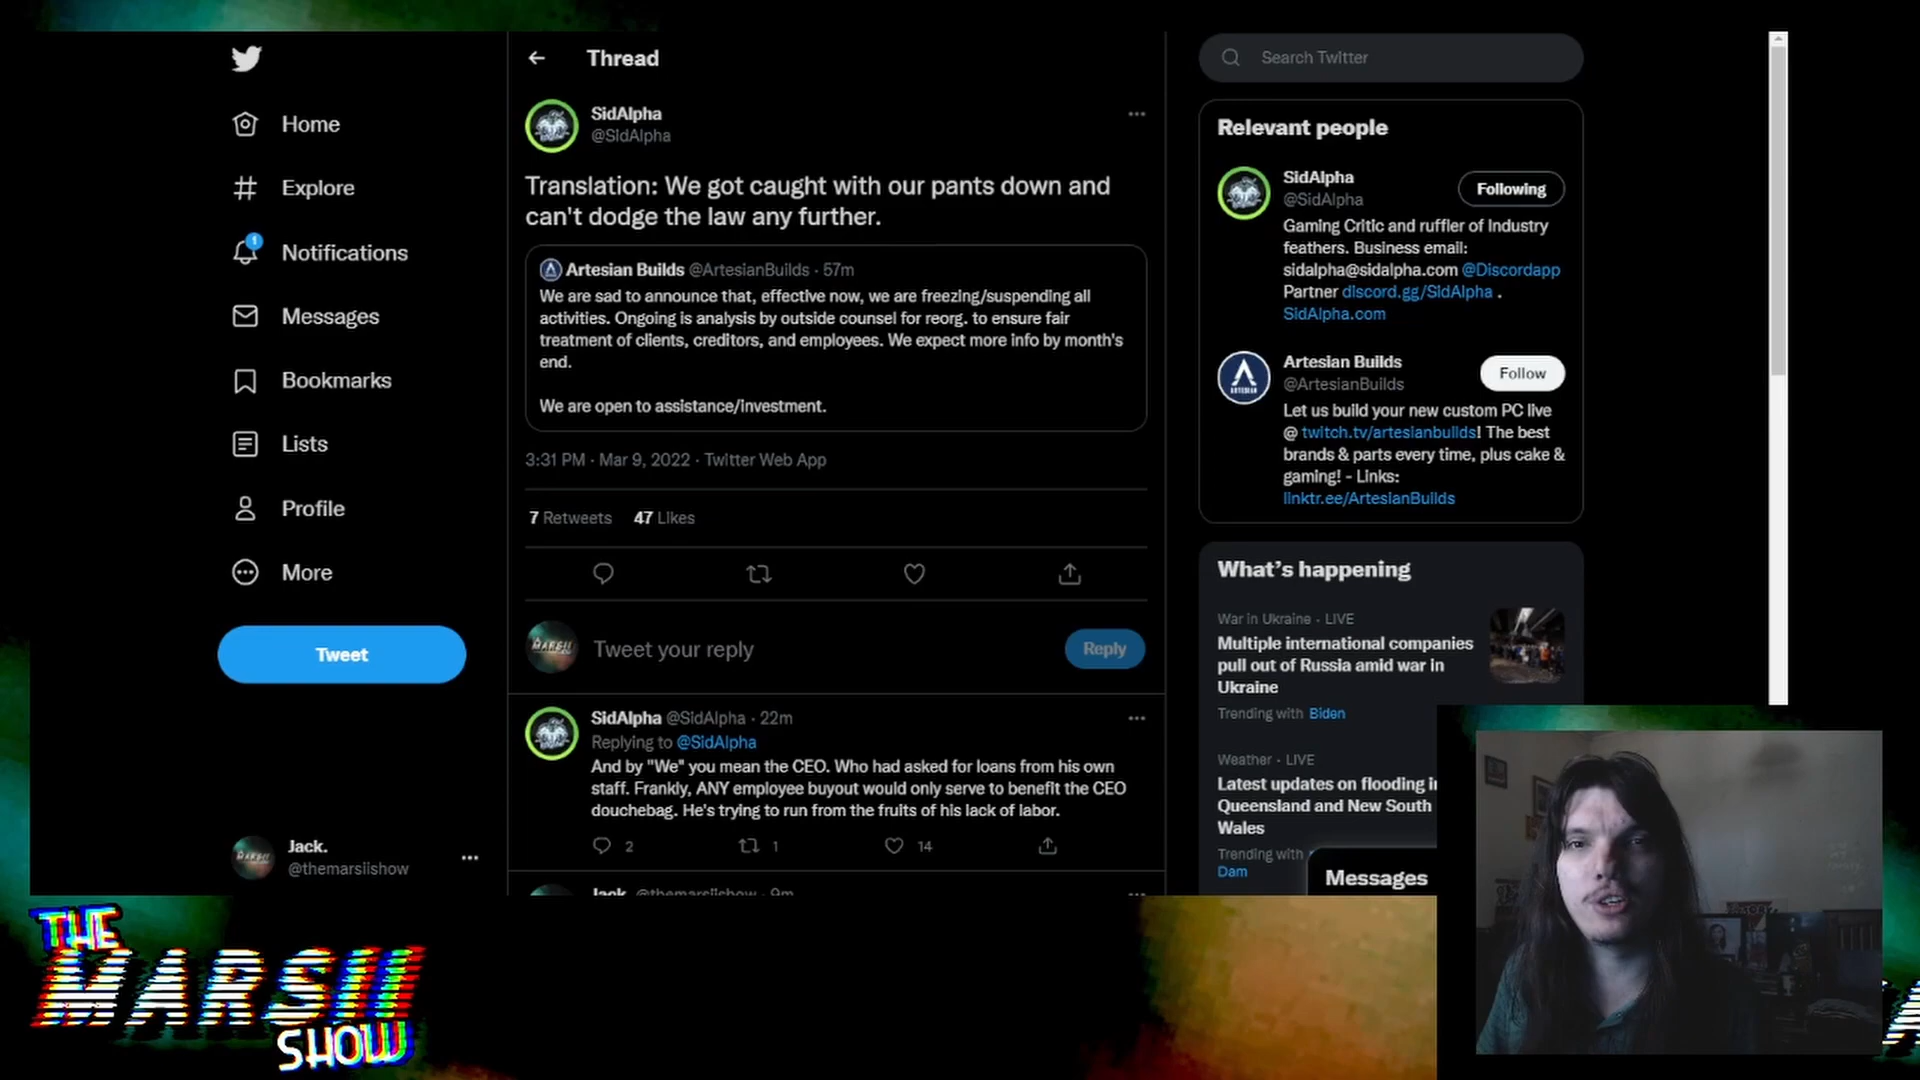 Home
Explore
1
Notifications
Messages
Bookmarks
Lists
Profile
More
Tweet
Jack.
@themarsiishow
Thread
SidAlpha
@SidAlpha
Translation: We got caught with our pants down and
can't dodge the law any further.
Artesian Builds @ArtesianBuilds · 57m
We are sad to announce that, effective now, we are freezing/suspending all
activities. Ongoing is analysis by outside counsel for reorg. to ensure fair
treatment of clients, creditors, and employees. We expect more info by month's
end.
We are open to assistance/investment.
3:31 PM · Mar 9, 2022 · Twitter Web App
7 Retweets 47 Likes
Tweet your reply
Reply
SidAlpha @SidAlpha · 22m
Replying to @SidAlpha
And by "We" you mean the CEO. Who had asked for loans from his own
staff. Frankly, ANY employee buyout would only serve to benefit the CEO
douchebag. He's trying to run from the fruits of his lack of labor.
2 1 14
Jack. @themarsiishow · 9m
Search Twitter
Relevant people
SidAlpha
@SidAlpha
Following
Gaming Critic and ruffler of Industry
feathers. Business email:
sidalpha@sidalpha.com @Discordapp
Partner discord.gg/SidAlpha .
SidAlpha.com
Artesian Builds
@ArtesianBuilds
Follow
Let us build your new custom PC live
@ twitch.tv/artesianbuilds! The best
brands & parts every time, plus cake &
gaming! - Links:
linktr.ee/ArtesianBuilds
What's happening
War in Ukraine · LIVE
Multiple international companies
pull out of Russia amid war in
Ukraine
Trending with Biden
Weather · LIVE
Latest updates on flooding in
Queensland and New South
Wales
Trending with
Dam
Messages
THE
MARSII
SHOW